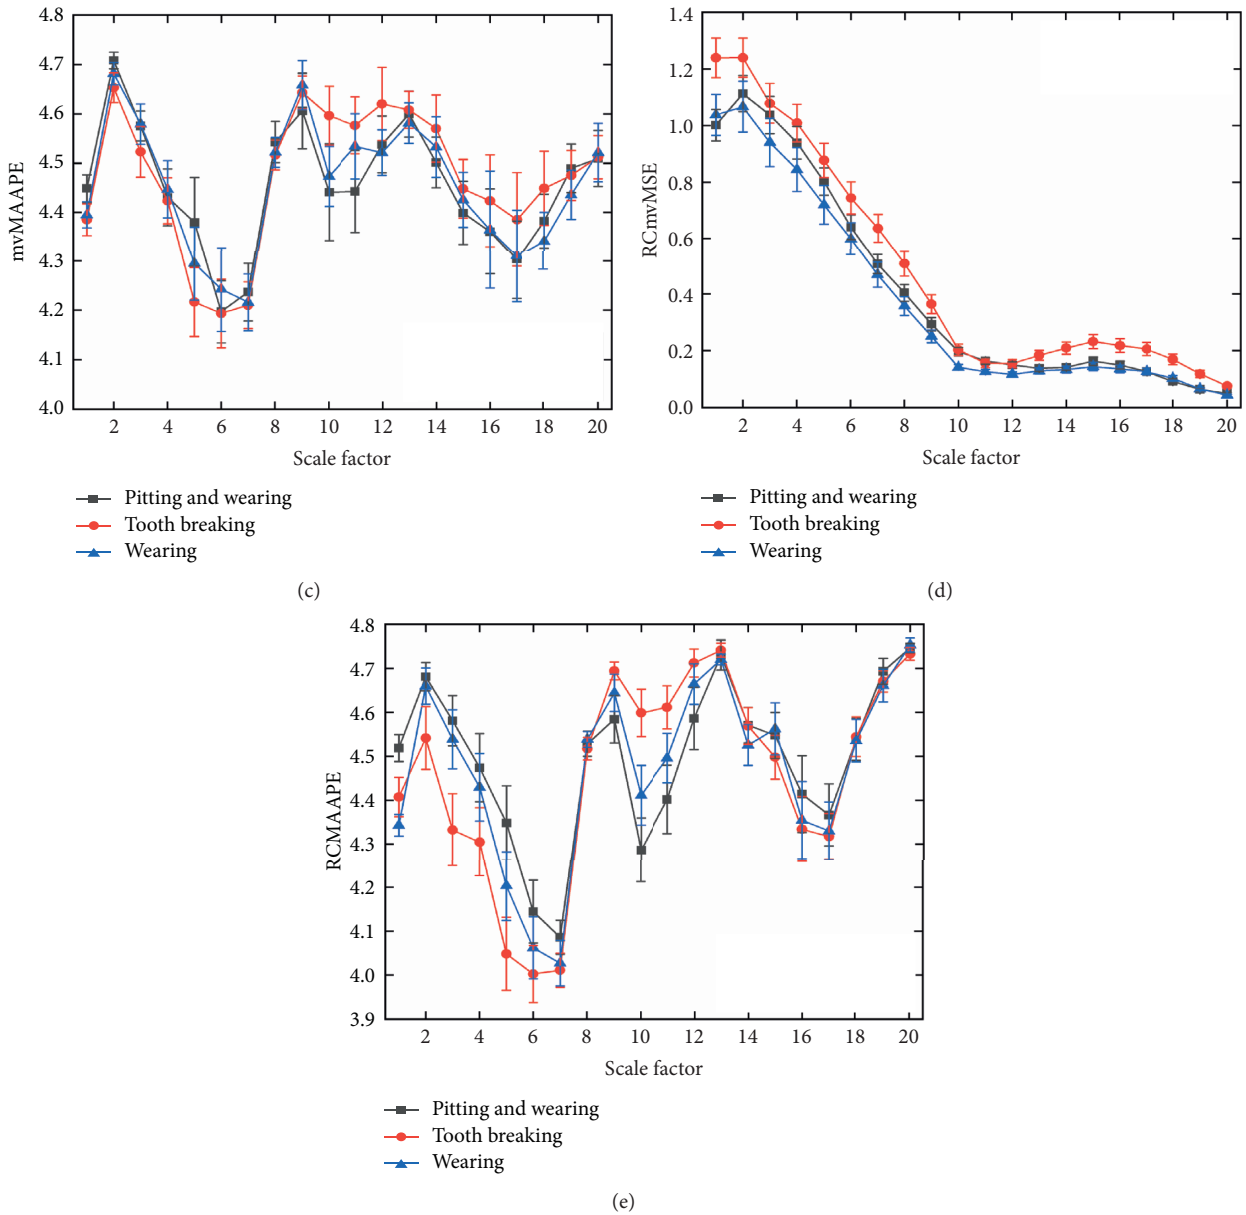 4.8
4.7
4.6
4.5
4.4
4.3
4.2
4.1
4.0
mvMAAPE
2 4 6 8 10 12 14 16 18 20
Scale factor
Pitting and wearing
Tooth breaking
Wearing
(c)
1.4
1.2
1.0
0.8
0.6
0.4
0.2
0.0
RCmvMSE
2 4 6 8 10 12 14 16 18 20
Scale factor
Pitting and wearing
Tooth breaking
Wearing
(d)
4.8
4.7
4.6
4.5
4.4
4.3
4.2
4.1
4.0
3.9
RCMAAPE
2 4 6 8 10 12 14 16 18 20
Scale factor
Pitting and wearing
Tooth breaking
Wearing
(e)